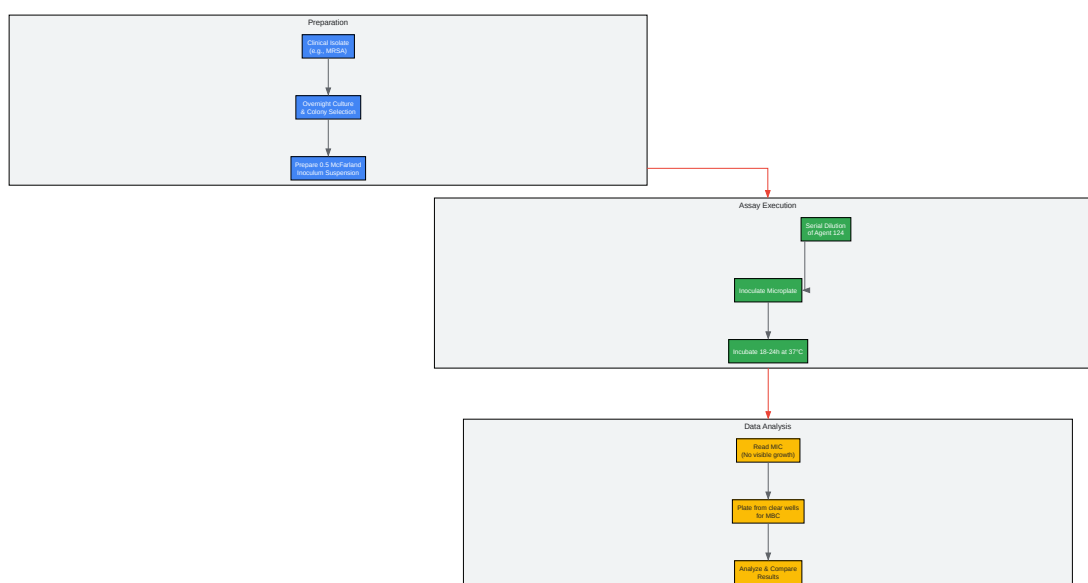 Preparation
Clinical Isolate
(e.g., MRSA)
Overnight Culture
& Colony Selection
Prepare 0.5 McFarland
Inoculum Suspension
Assay Execution
Serial Dilution
of Agent 124
Inoculate Microplate
Incubate 18-24h at 37°C
Data Analysis
Read MIC
(No visible growth)
Plate from clear wells
for MBC
Analyze & Compare
Results